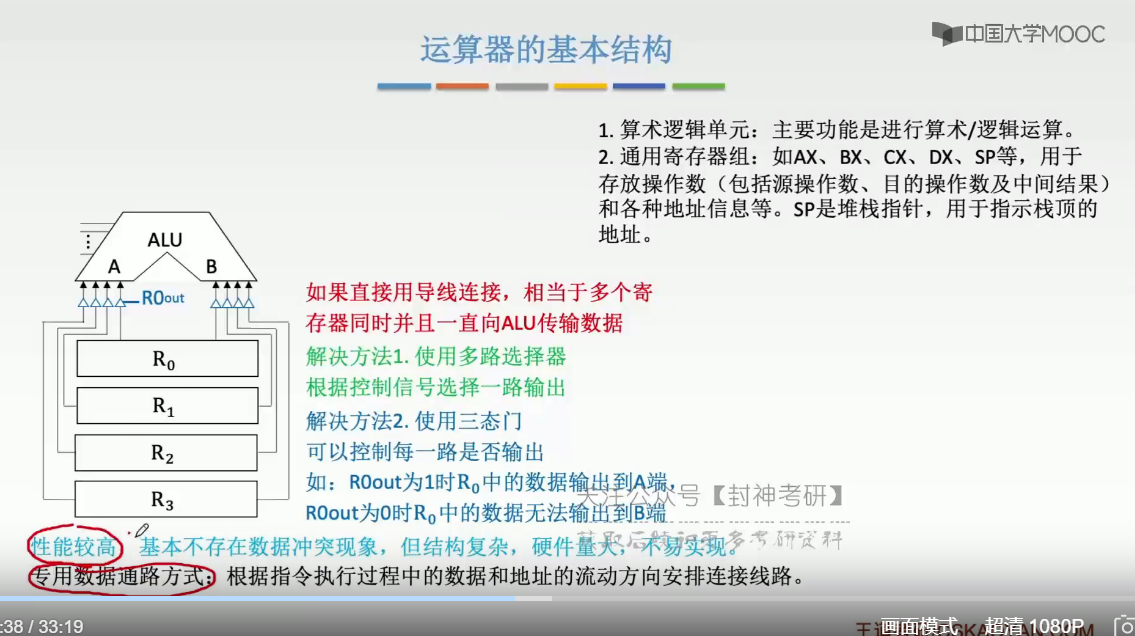 中国大学MOOC
运算器的基本结构
1. 算术逻辑单元：主要功能是进行算术/逻辑运算。
2. 通用寄存器组：如AX、BX、CX、DX、SP等，用于
存放操作数（包括源操作数、目的操作数及中间结果）
和各种地址信息等。SP是堆栈指针，用于指示栈顶的
地址。
ALU
A
B
R0out
R0
R1
R2
R3
如果直接用导线连接，相当于多个寄
存器同时并且一直向ALU传输数据
解决方法1. 使用多路选择器
根据控制信号选择一路输出
解决方法2. 使用三态门
可以控制每一路是否输出
如：R0out为1时R0中的数据输出到A端，
R0out为0时R0中的数据无法输出到B端
关注公众号【封神考研】
性能较高，基本不存在数据冲突现象，但结构复杂，硬件量大，不易实现。
专用数据通路方式：根据指令执行过程中的数据和地址的流动方向安排连接线路。
:38 / 33:19
画面模式
超清 1080P